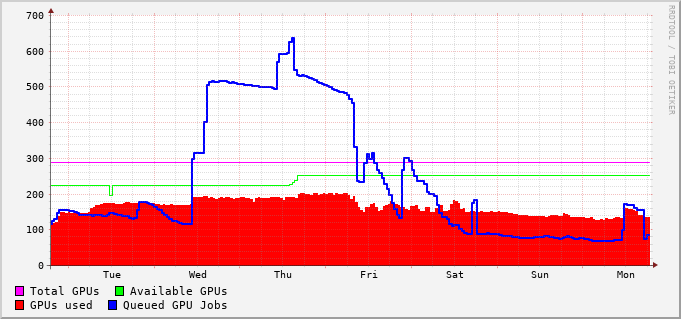 700
600
500
400
300
200
100
0
Tue Wed Thu Fri Sat Sun Mon
Total GPUs Available GPUs
GPUs used Queued GPU Jobs
RRDTOOL / TOBI OETIKER